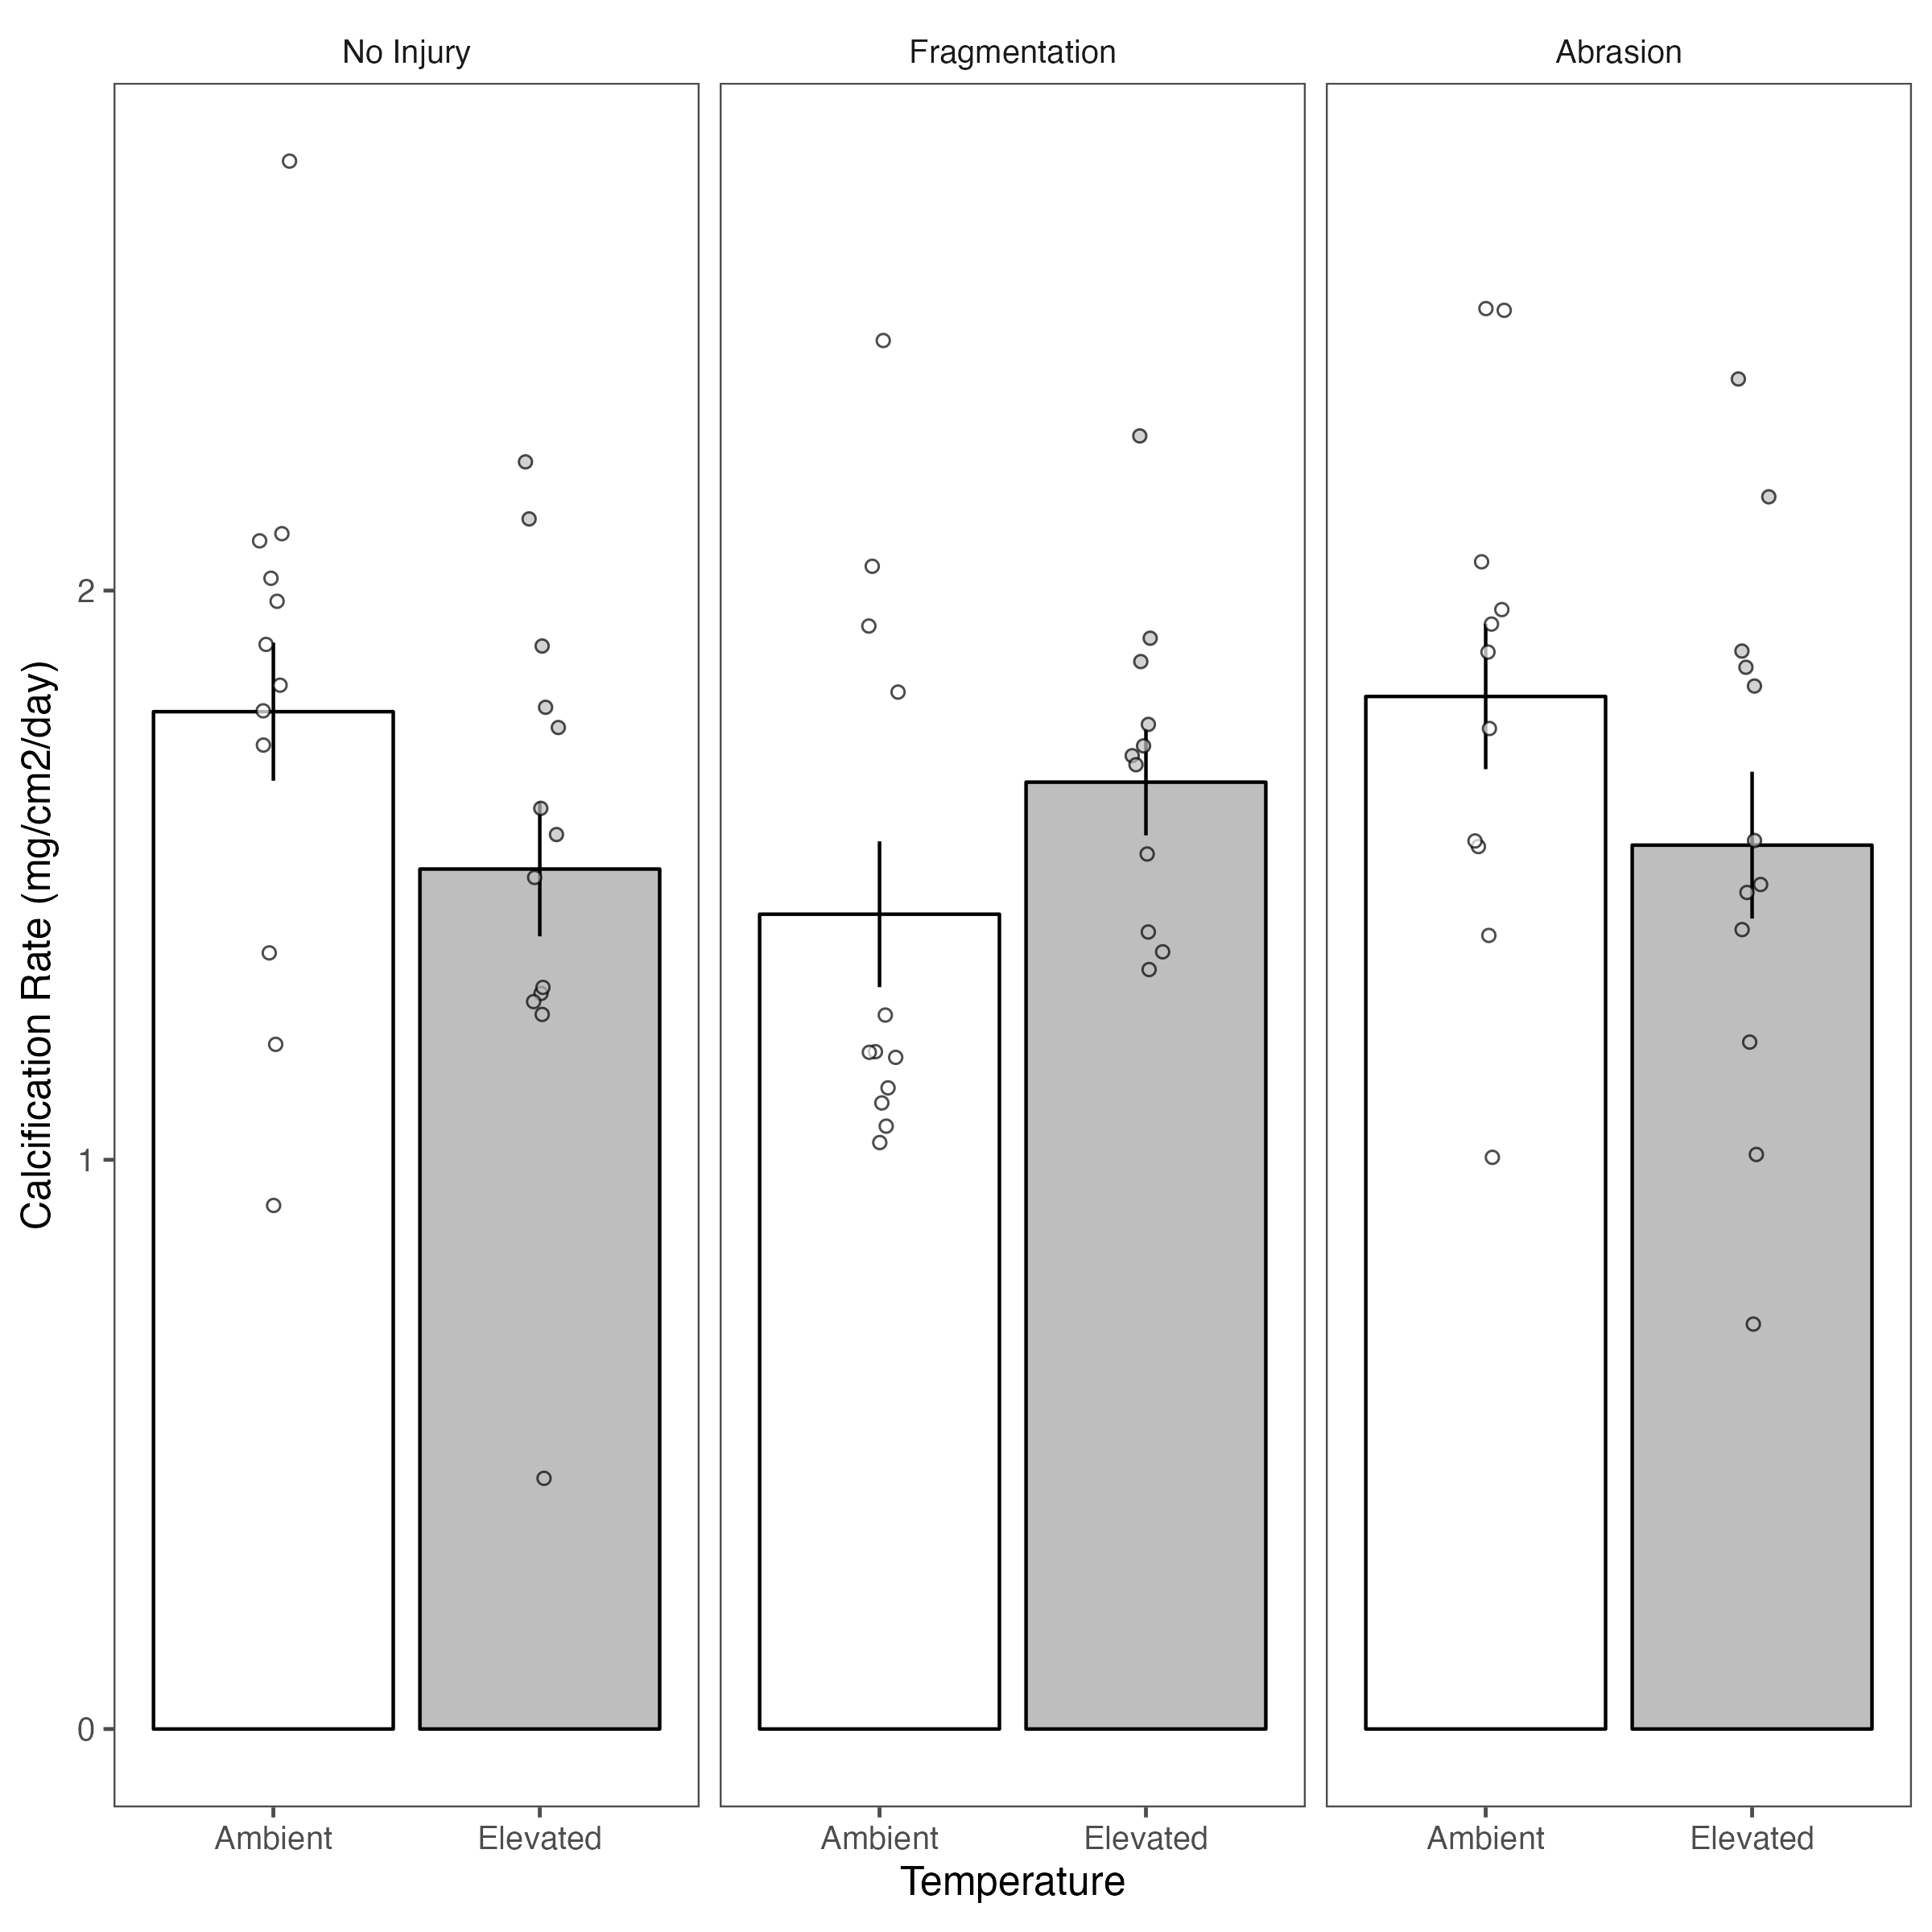 No Injury Fragmentation Abrasion
Calcification Rate (mg/cm2/day)
2
1
0
Ambient Elevated Ambient Elevated Ambient Elevated
Temperature